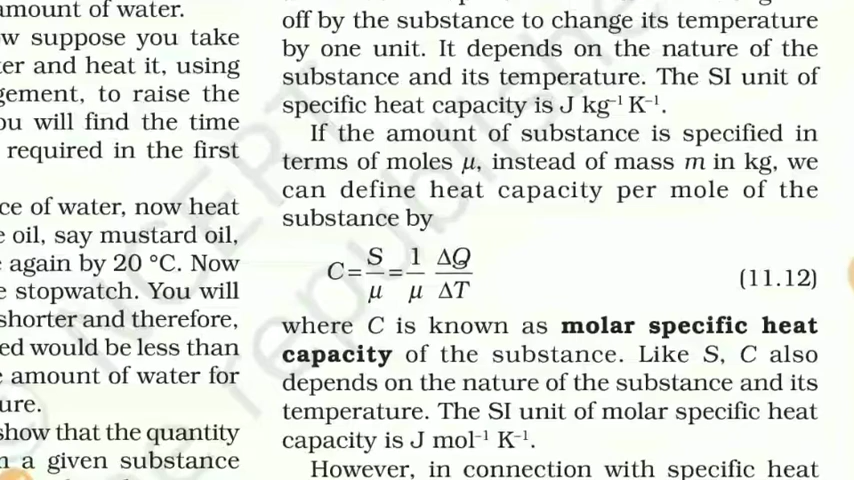 amount of water.
w suppose you take
er and heat it, using
gement, to raise the
ou will find the time
required in the first
ce of water, now heat
e oil, say mustard oil,
again by 20 °C. Now
e stopwatch. You will
shorter and therefore,
ed would be less than
e amount of water for
ure.
show that the quantity
n a given substance
off by the substance to change its temperature
by one unit. It depends on the nature of the
substance and its temperature. The SI unit of
specific heat capacity is J kg⁻¹ K⁻¹.
If the amount of substance is specified in
terms of moles μ, instead of mass m in kg, we
can define heat capacity per mole of the
substance by
C = S/μ = 1/μ ΔQ/ΔT (11.12)
where C is known as molar specific heat
capacity of the substance. Like S, C also
depends on the nature of the substance and its
temperature. The SI unit of molar specific heat
capacity is J mol⁻¹ K⁻¹.
However, in connection with specific heat
© NCERT
be republishe